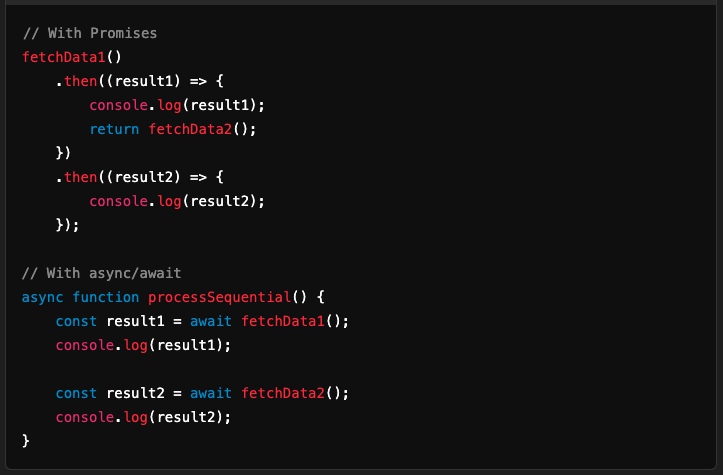 // With Promises
fetchData1()
    .then((result1) => {
        console.log(result1);
        return fetchData2();
    })
    .then((result2) => {
        console.log(result2);
    });

// With async/await
async function processSequential() {
    const result1 = await fetchData1();
    console.log(result1);

    const result2 = await fetchData2();
    console.log(result2);
}